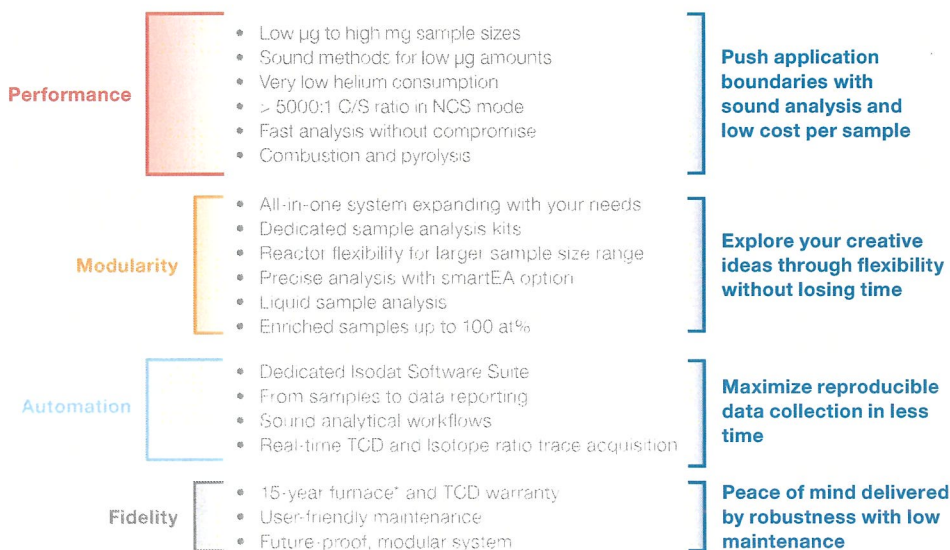 Performance
• Low µg to high mg sample sizes
• Sound methods for low µg amounts
• Very low helium consumption
• > 5000:1 C/S ratio in NCS mode
• Fast analysis without compromise
• Combustion and pyrolysis
Push application
boundaries with
sound analysis and
low cost per sample
Modularity
• All-in-one system expanding with your needs
• Dedicated sample analysis kits
• Reactor flexibility for larger sample size range
• Precise analysis with smartEA option
• Liquid sample analysis
• Enriched samples up to 100 at%
Explore your creative
ideas through flexibility
without losing time
Automation
• Dedicated Isodat Software Suite
• From samples to data reporting
• Sound analytical workflows
• Real-time TCD and Isotope ratio trace acquisition
Maximize reproducible
data collection in less
time
Fidelity
• 15-year furnace* and TCD warranty
• User-friendly maintenance
• Future-proof, modular system
Peace of mind delivered
by robustness with low
maintenance